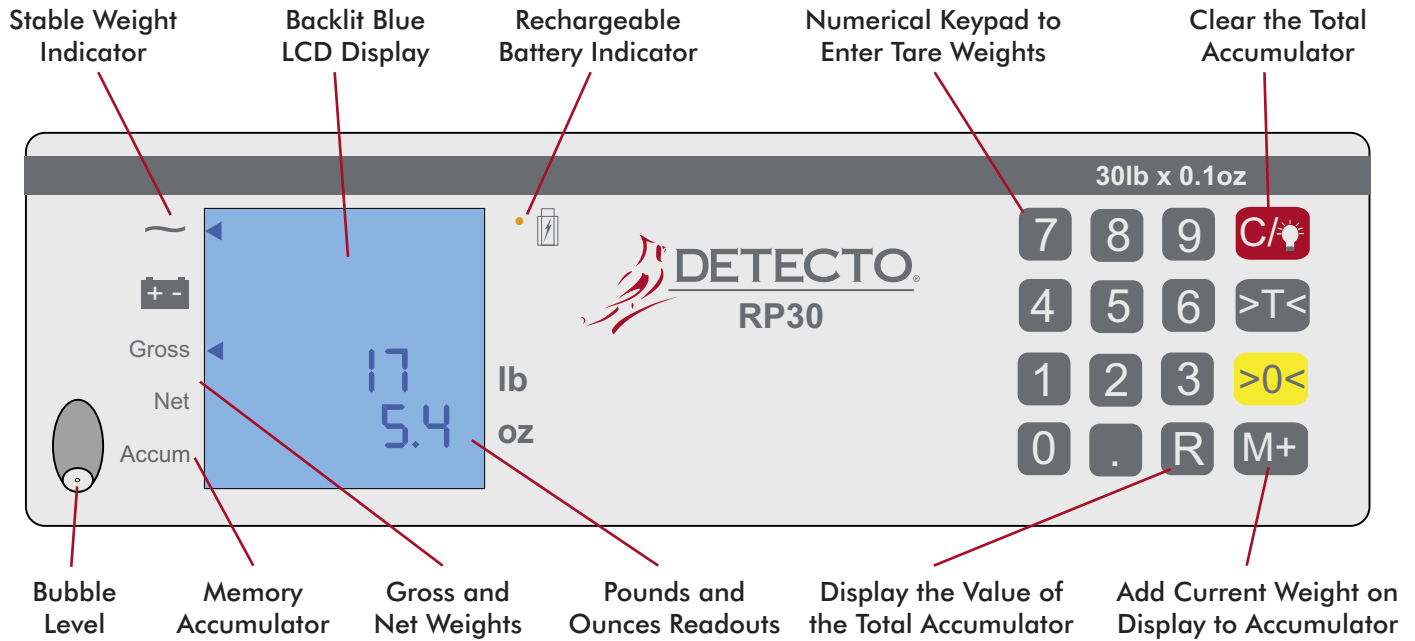 Stable Weight
Indicator
Backlit Blue
LCD Display
Rechargeable
Battery Indicator
Numerical Keypad to
Enter Tare Weights
Clear the Total
Accumulator
30lb x 0.1oz
7 8 9 C/
DETECTO®
RP30
4 5 6 >T<
+ -
Gross
17 lb
1 2 3 >0<
Net
5.4 oz
Accum
0 . R M+
Bubble
Level
Memory
Accumulator
Gross and
Net Weights
Pounds and
Ounces Readouts
Display the Value of
the Total Accumulator
Add Current Weight on
Display to Accumulator